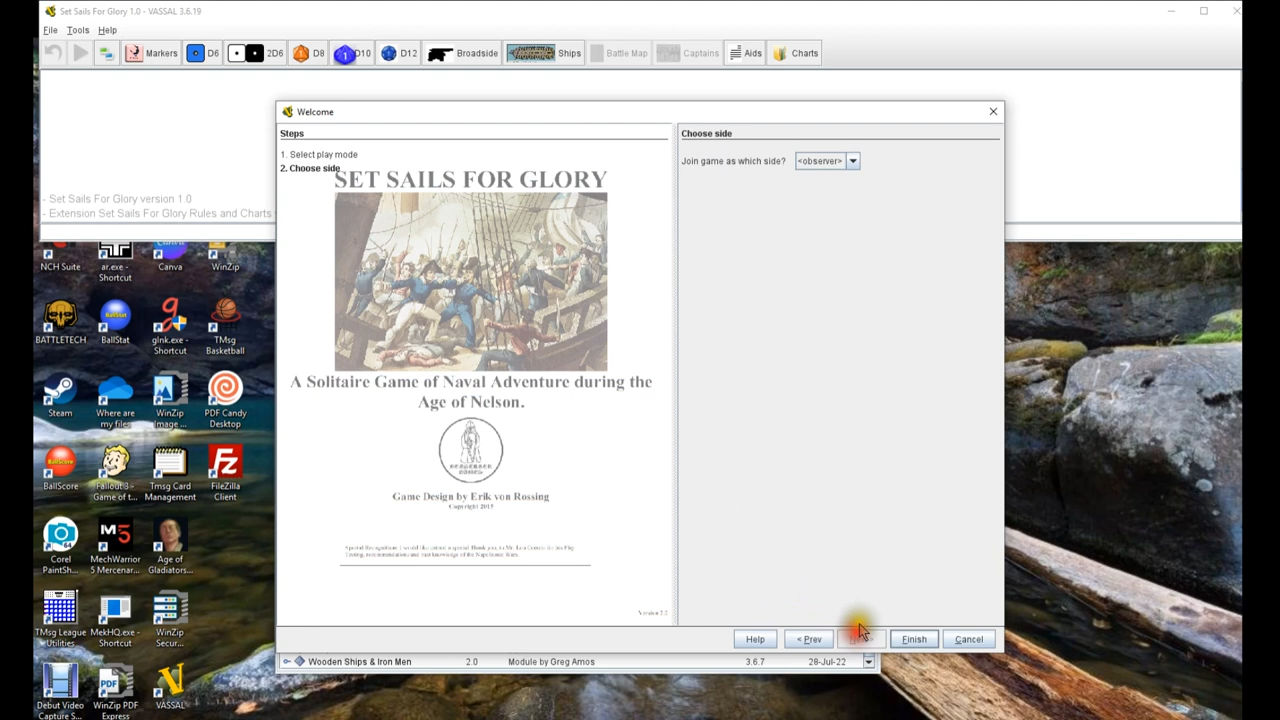 Set Sails For Glory 1.0 - VASSAL 3.6.19
File Tools Help
Markers D6 2D6 D8 D10 D12 Broadside Ships Battle Map Captains Aids Charts
- Set Sails For Glory version 1.0
- Extension Set Sails For Glory Rules and Charts
Welcome
Steps
1. Select play mode
2. Choose side
SET SAILS FOR GLORY
A Solitaire Game of Naval Adventure during the
Age of Nelson.
Game Design by Erik von Rossing
Version 2.2
Choose side
Join game as which side? <observer>
Help < Prev Finish Cancel
Wooden Ships & Iron Men 2.0 Module by Greg Amos 3.6.7 28-Jul-22
NCH Suite
ar.exe -
Shortcut
Canva
WinZip
BATTLETECH
BallStat
glnk.exe -
Shortcut
TMsg
Basketball
Steam
Where are
my files
WinZip
Image ...
PDF Candy
Desktop
BallScore
Fallout 3 -
Game of t...
Tmsg Card
Management
FileZilla
Client
Corel
PaintSh...
MechWarrior
5 Mercenar...
Age of
Gladiators...
TMsg League
Utilities
MekHQ.exe -
Shortcut
WinZip
Secur...
Debut Video
Capture S...
WinZip PDF
Express
VASSAL